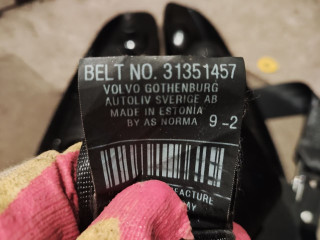 BELT NO. 31351457
VOLVO GOTHENBURG
AUTOLIV SVERIGE AB
MADE IN ESTONIA
BY AS NORMA 9-2